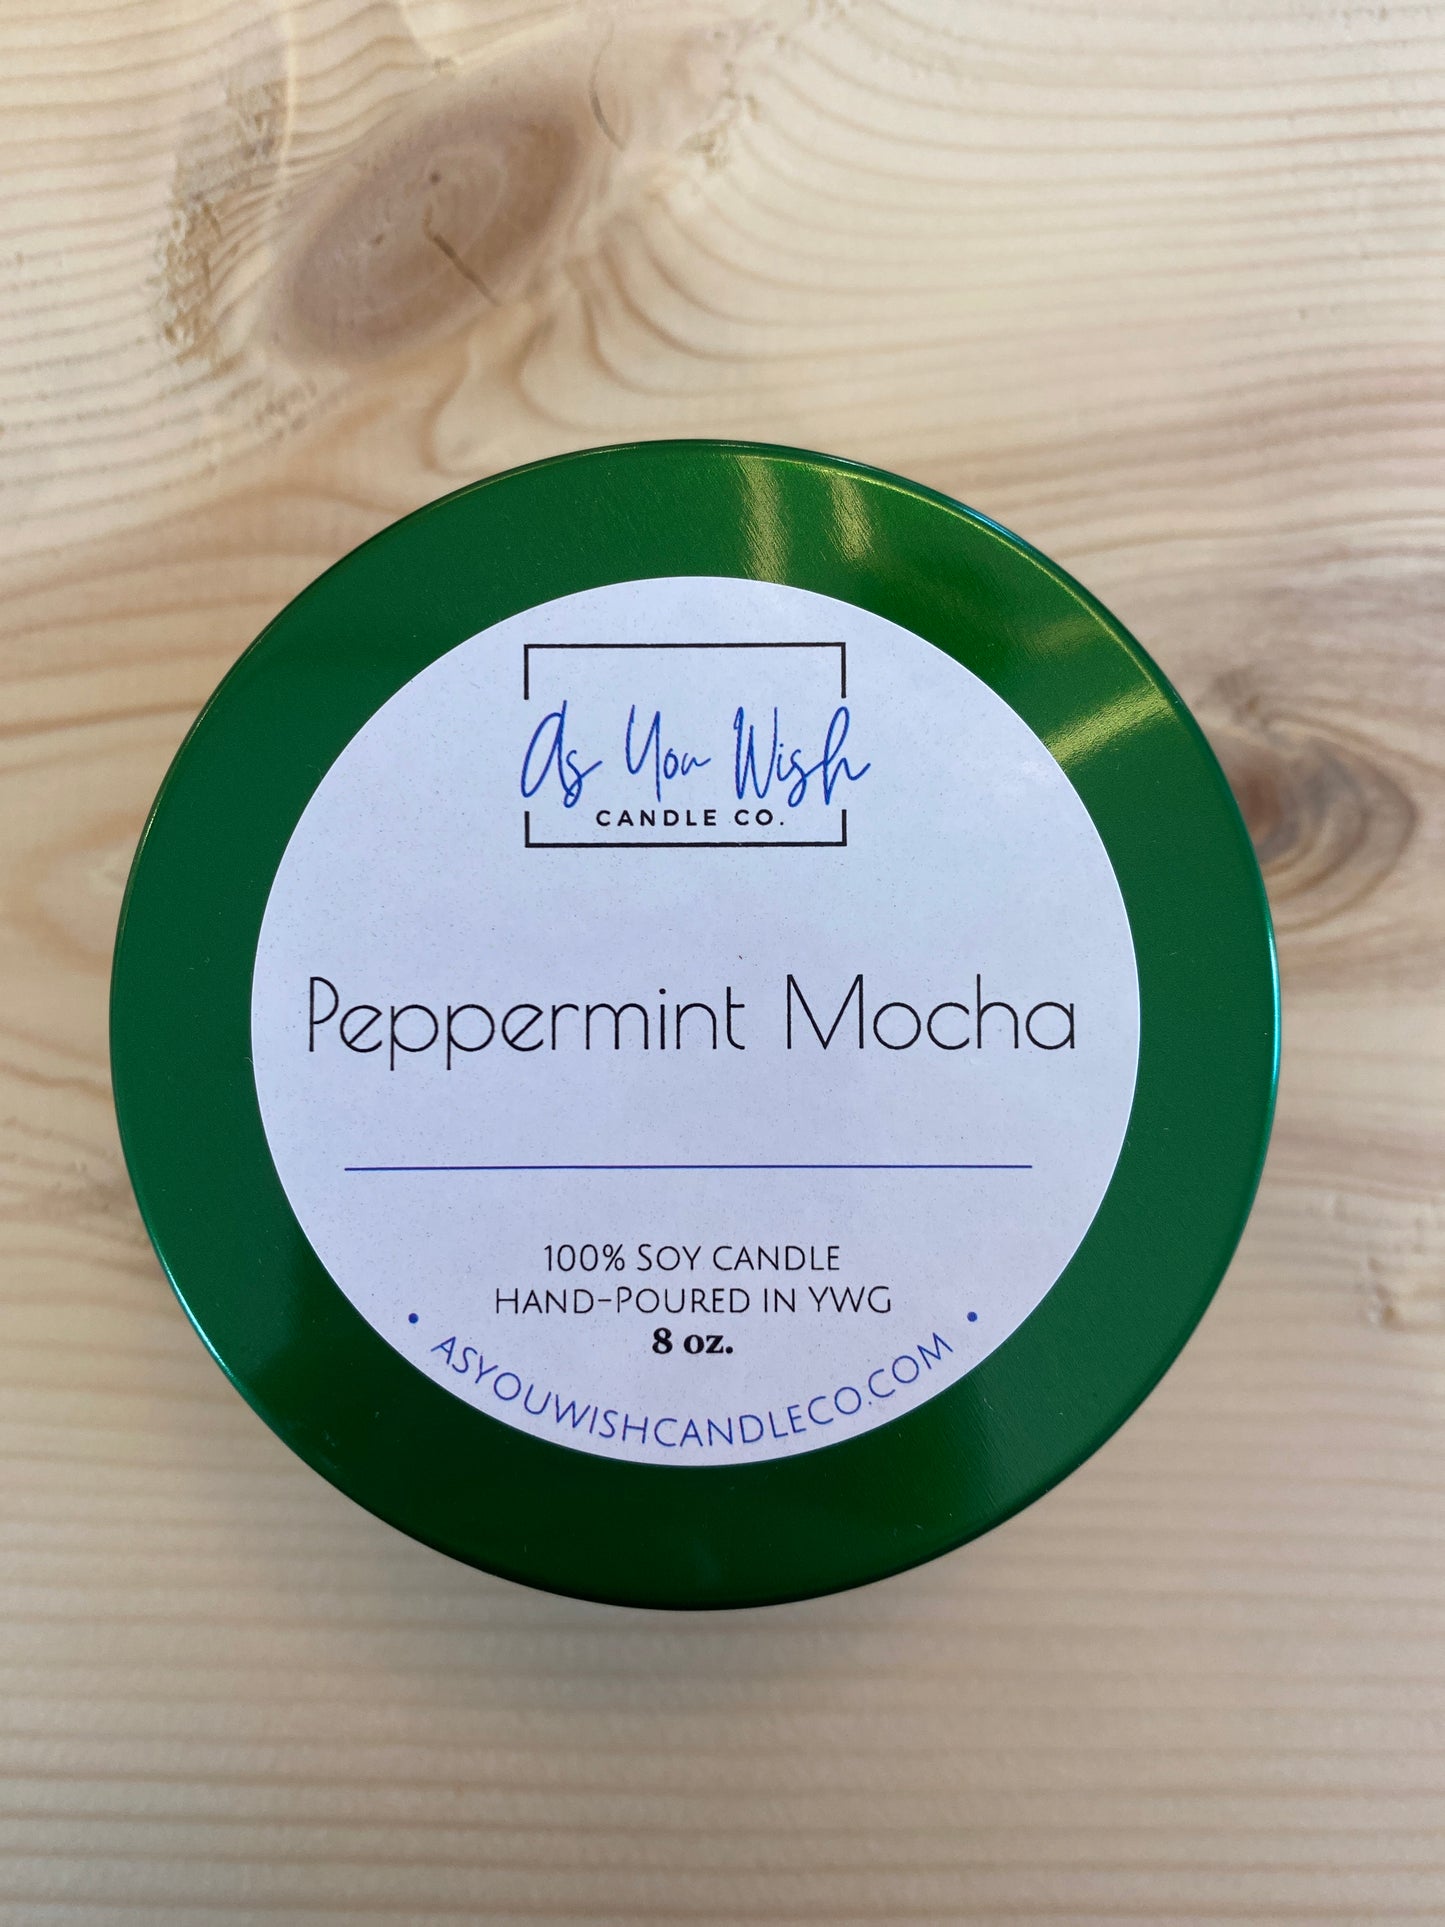 As You Wish
CANDLE CO.
Peppermint Mocha
100% SOY CANDLE
HAND-POURED IN YWG
8 oz.
• ASYOUWISHCANDLECO.COM •